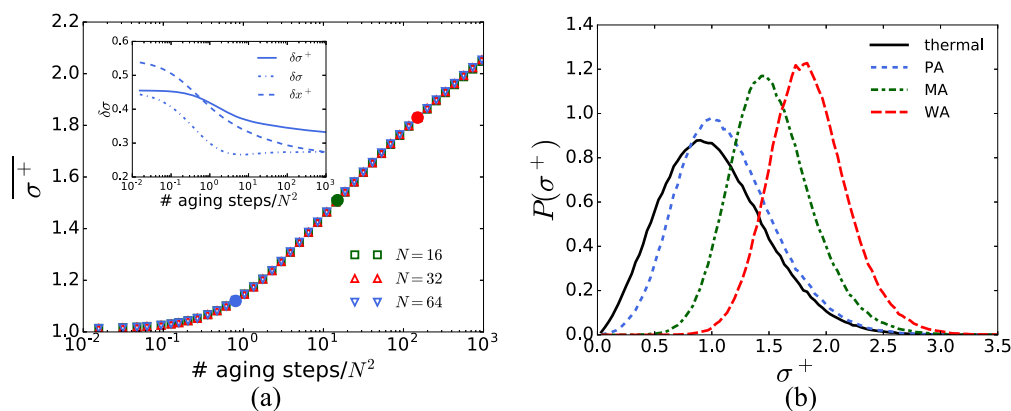 2.2
2.0
1.8
1.6
1.4
1.2
1.0
σ⁺
10⁻² 10⁻¹ 10⁰ 10¹ 10² 10³
# aging steps/N²
0.6
0.5
0.4
0.3
0.2
δσ
10⁻² 10⁻¹ 10⁰ 10¹ 10² 10³
# aging steps/N²
δσ⁺
δσ
δx⁺
N = 16
N = 32
N = 64
(a)
1.4
1.2
1.0
0.8
0.6
0.4
0.2
0.0
P(σ⁺)
0.0 0.5 1.0 1.5 2.0 2.5 3.0 3.5
σ⁺
thermal
PA
MA
WA
(b)